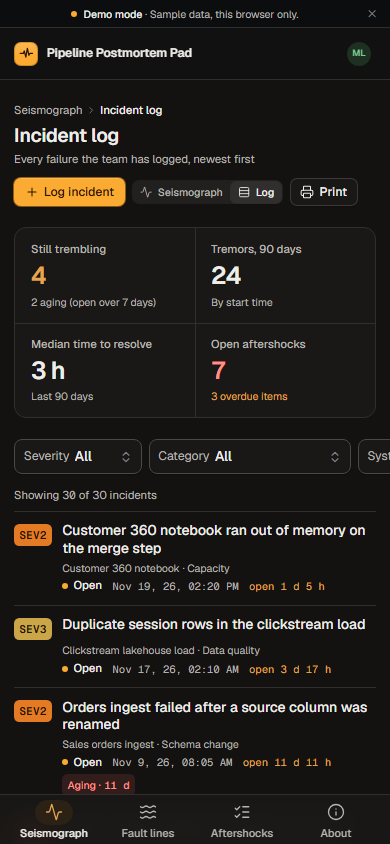 Demo mode · Sample data, this browser only.
Pipeline Postmortem Pad
ML
Seismograph > Incident log
Incident log
Every failure the team has logged, newest first
+ Log incident
Seismograph
Log
Print
Still trembling
4
2 aging (open over 7 days)
Tremors, 90 days
24
By start time
Median time to resolve
3 h
Last 90 days
Open aftershocks
7
3 overdue items
Severity All
Category All
Syst
Showing 30 of 30 incidents
SEV2
Customer 360 notebook ran out of memory on
the merge step
Customer 360 notebook · Capacity
Open Nov 19, 26, 02:20 PM open 1 d 5 h
SEV3
Duplicate session rows in the clickstream load
Clickstream lakehouse load · Data quality
Open Nov 17, 26, 02:10 AM open 3 d 17 h
SEV2
Orders ingest failed after a source column was
renamed
Sales orders ingest · Schema change
Open Nov 9, 26, 08:05 AM open 11 d 11 h
Aging · 11 d
Seismograph
Fault lines
Aftershocks
About